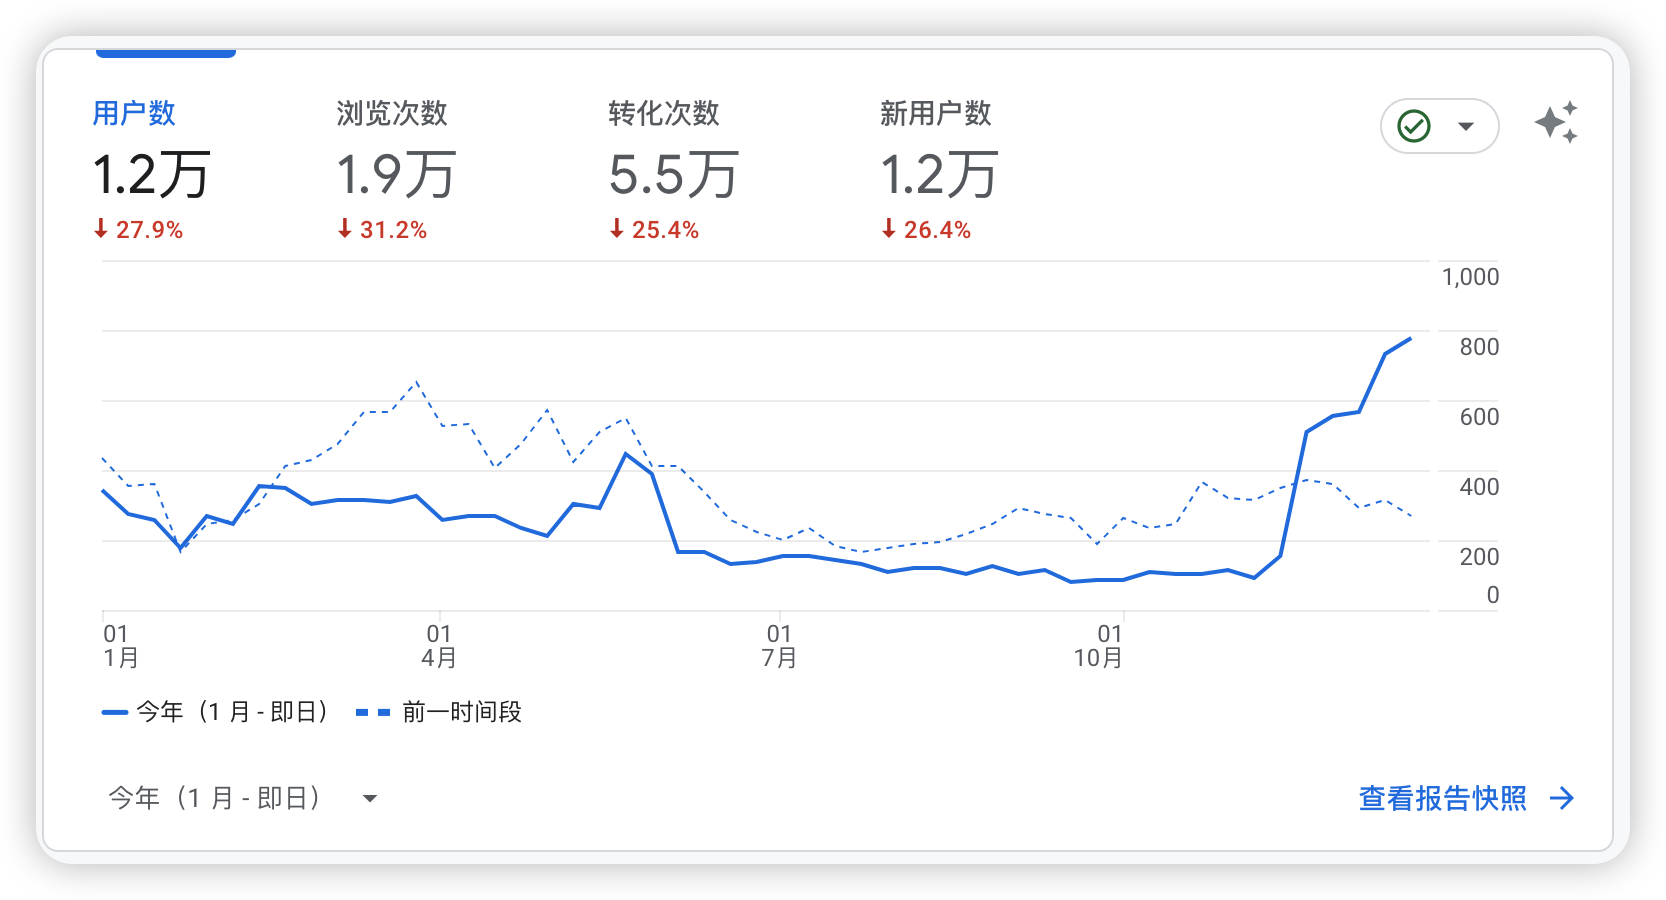 用户数
1.2万
27.9%
浏览次数
1.9万
31.2%
转化次数
5.5万
25.4%
新用户数
1.2万
26.4%
1,000
800
600
400
200
0
01
1月
01
4月
01
7月
01
10月
今年（1 月 - 即日）
前一时间段
今年（1 月 - 即日）
查看报告快照